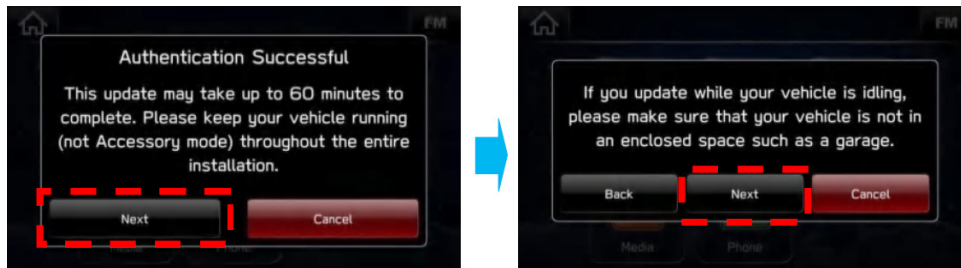 FM
Authentication Successful
This update may take up to 60 minutes to
complete. Please keep your vehicle running
(not Accessory mode) throughout the entire
installation.
Next
Cancel
Media
Phone
FM
If you update while your vehicle is idling,
please make sure that your vehicle is not in
an enclosed space such as a garage.
Back
Next
Cancel
Media
Phone